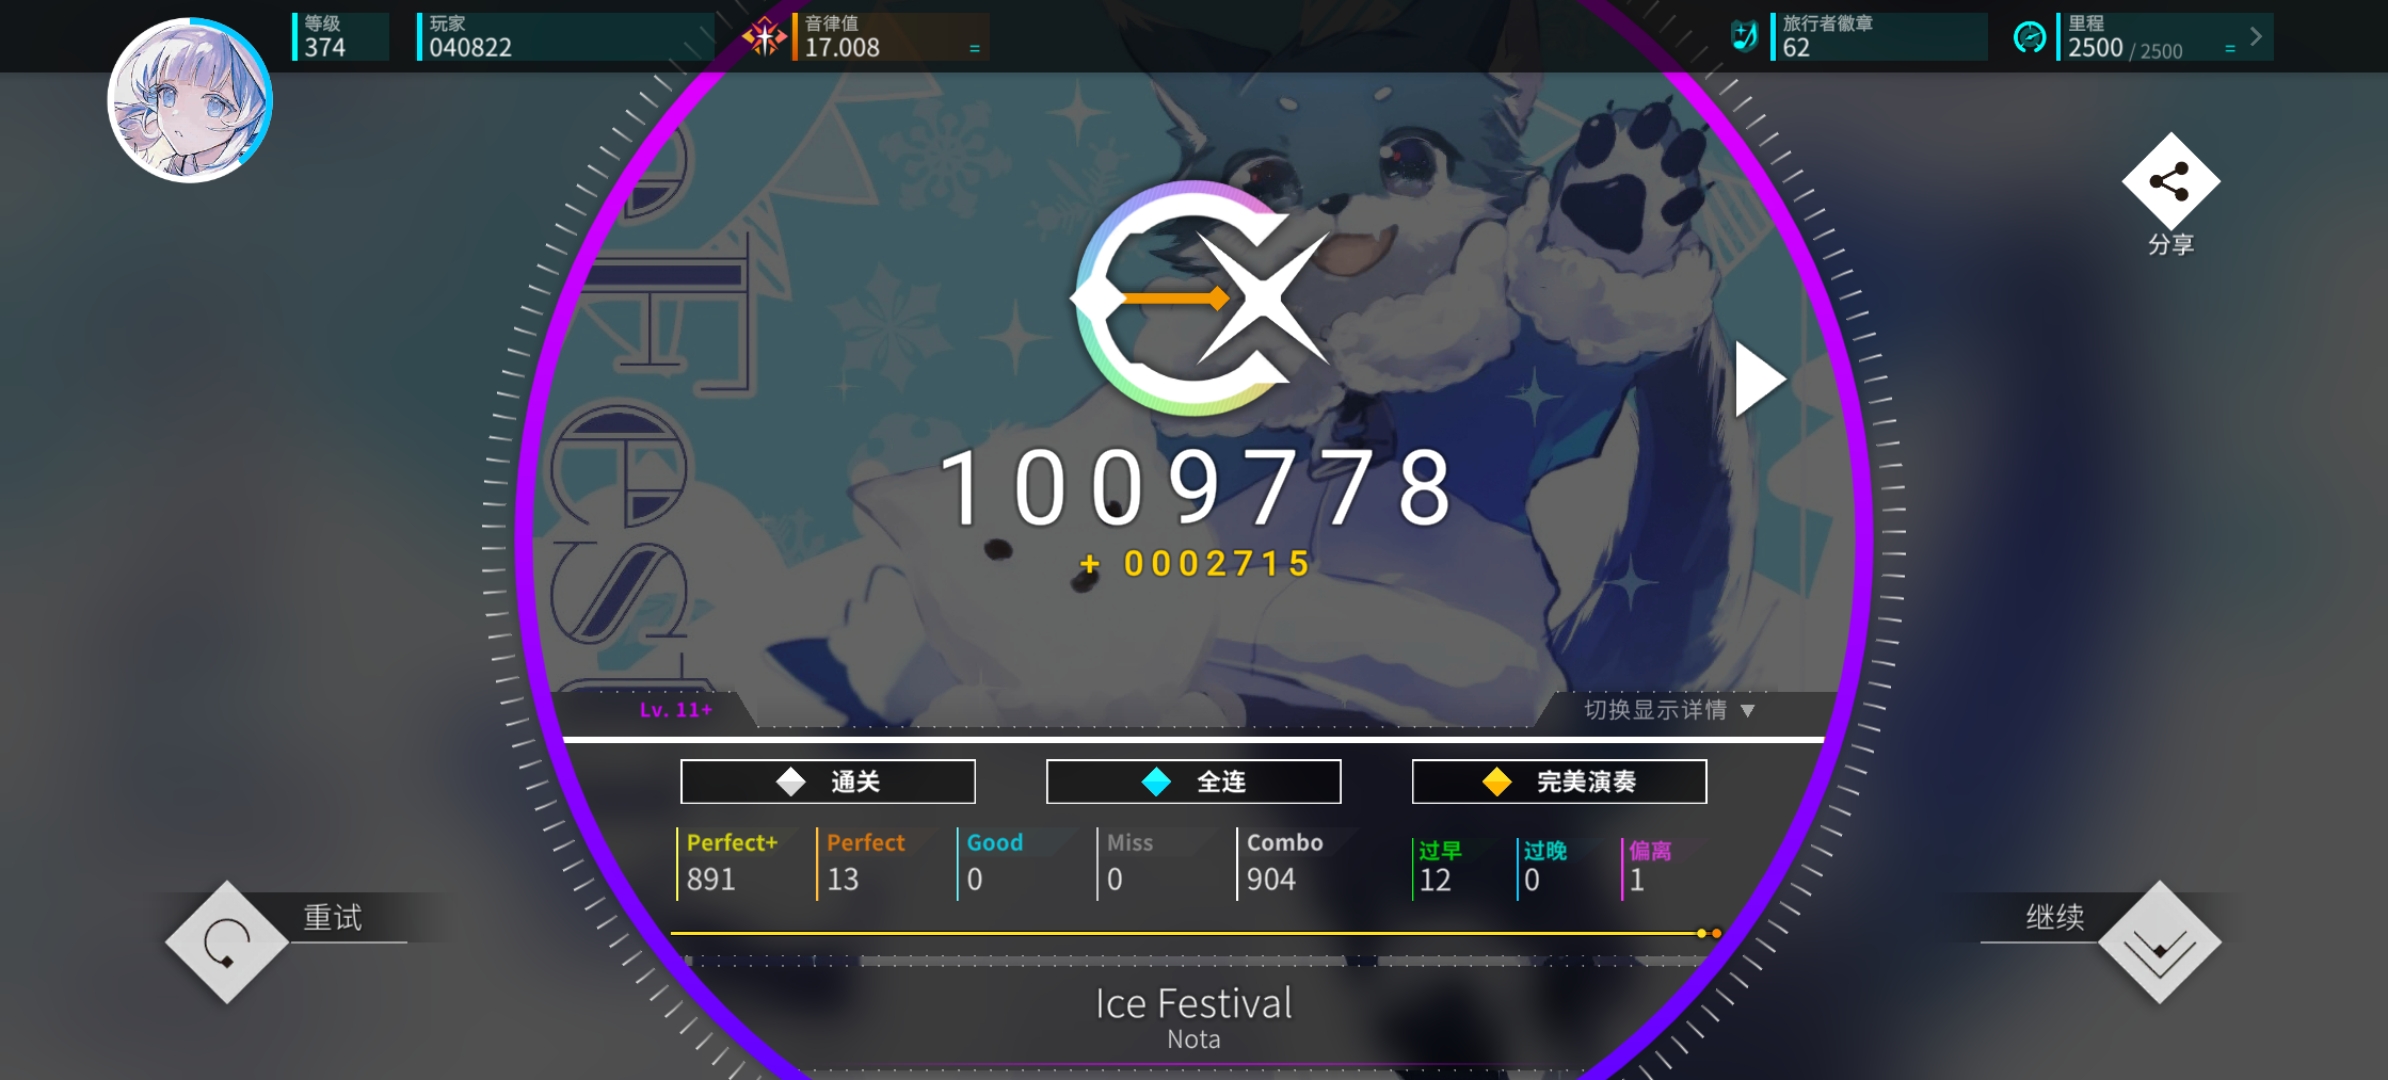 等级
374
玩家
040822
音律值
17.008
=
旅行者徽章
62
里程
2500 / 2500
=
分享
EX
1009778
+ 0002715
Lv. 11+
切换显示详情 ▼
通关
全连
完美演奏
Perfect+
891
Perfect
13
Good
0
Miss
0
Combo
904
过早
12
过晚
0
偏离
1
重试
继续
Ice Festival
Nota